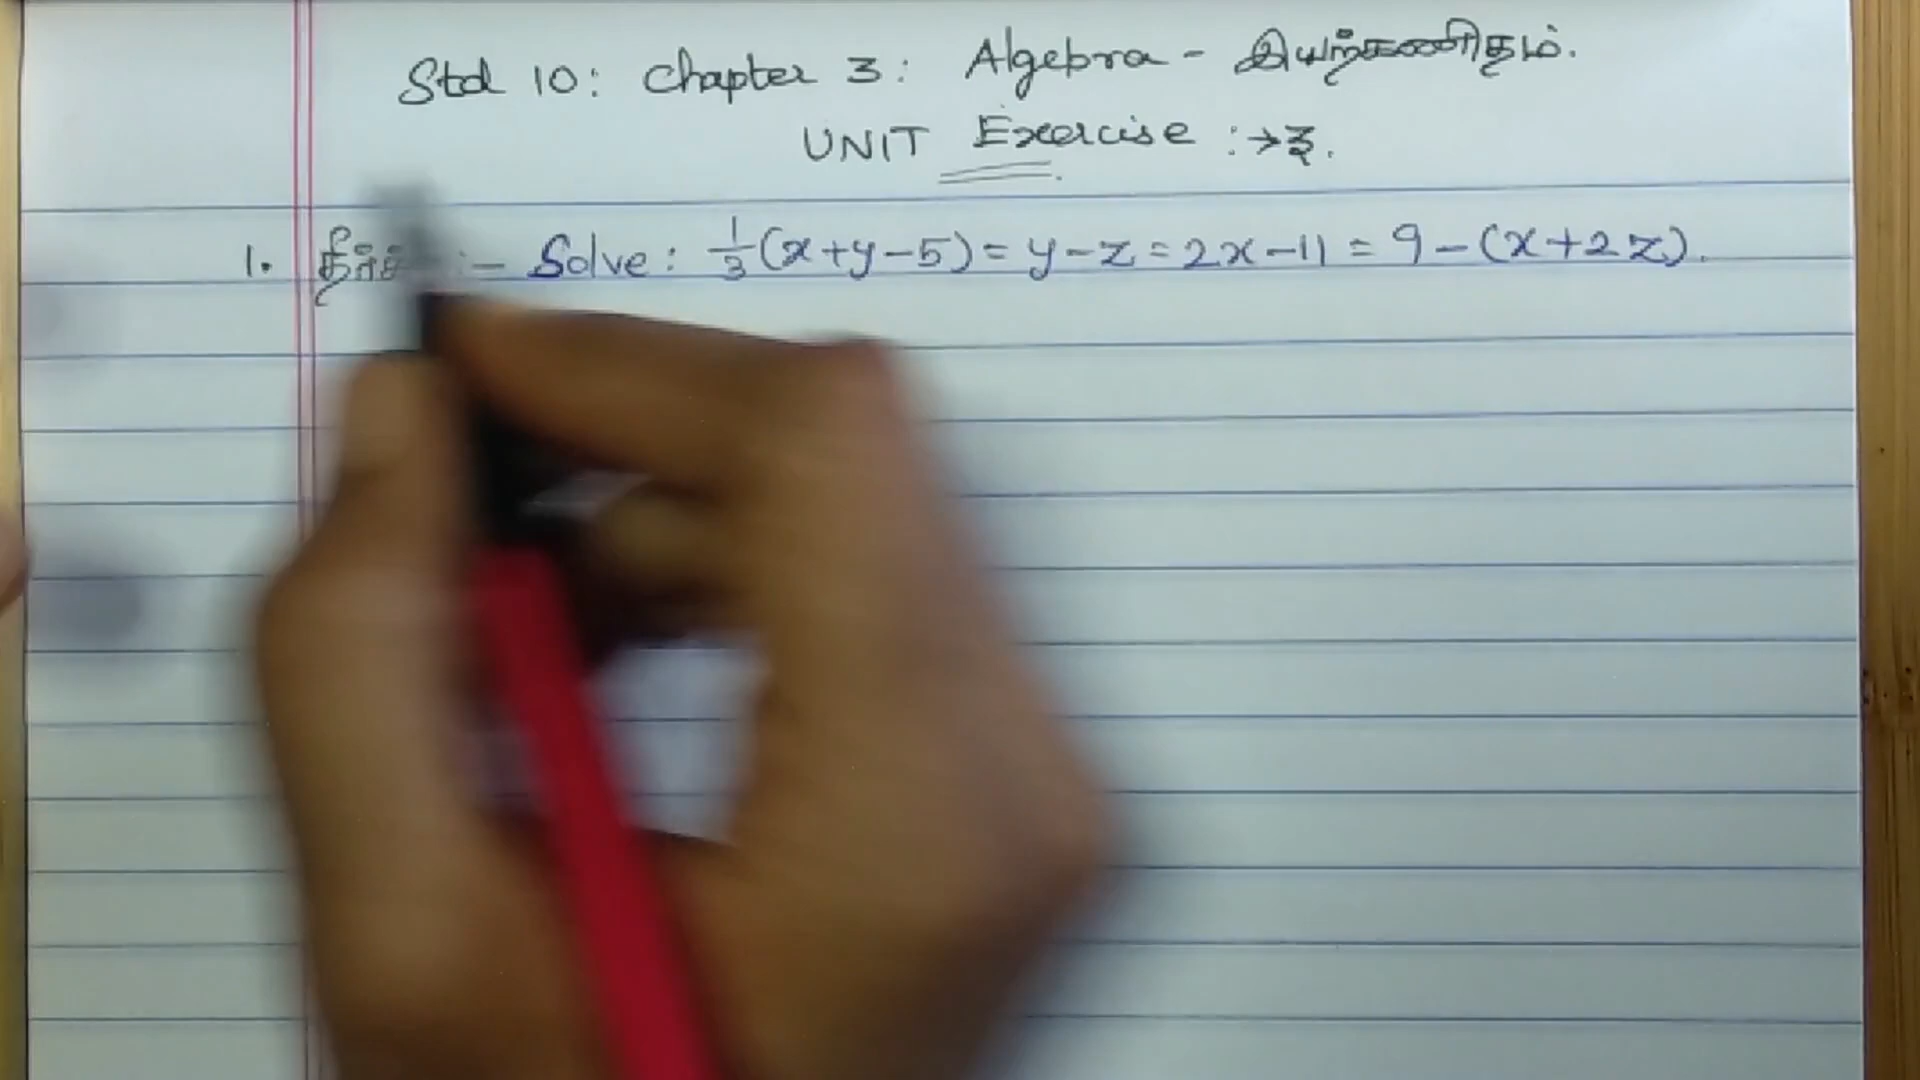 Std 10: Chapter 3: Algebra - இயற்கணிதம்.
UNIT Exercise :→ 3.
1. :- Solve: 1/3(x+y-5) = y-z = 2x-11 = 9-(x+2z).